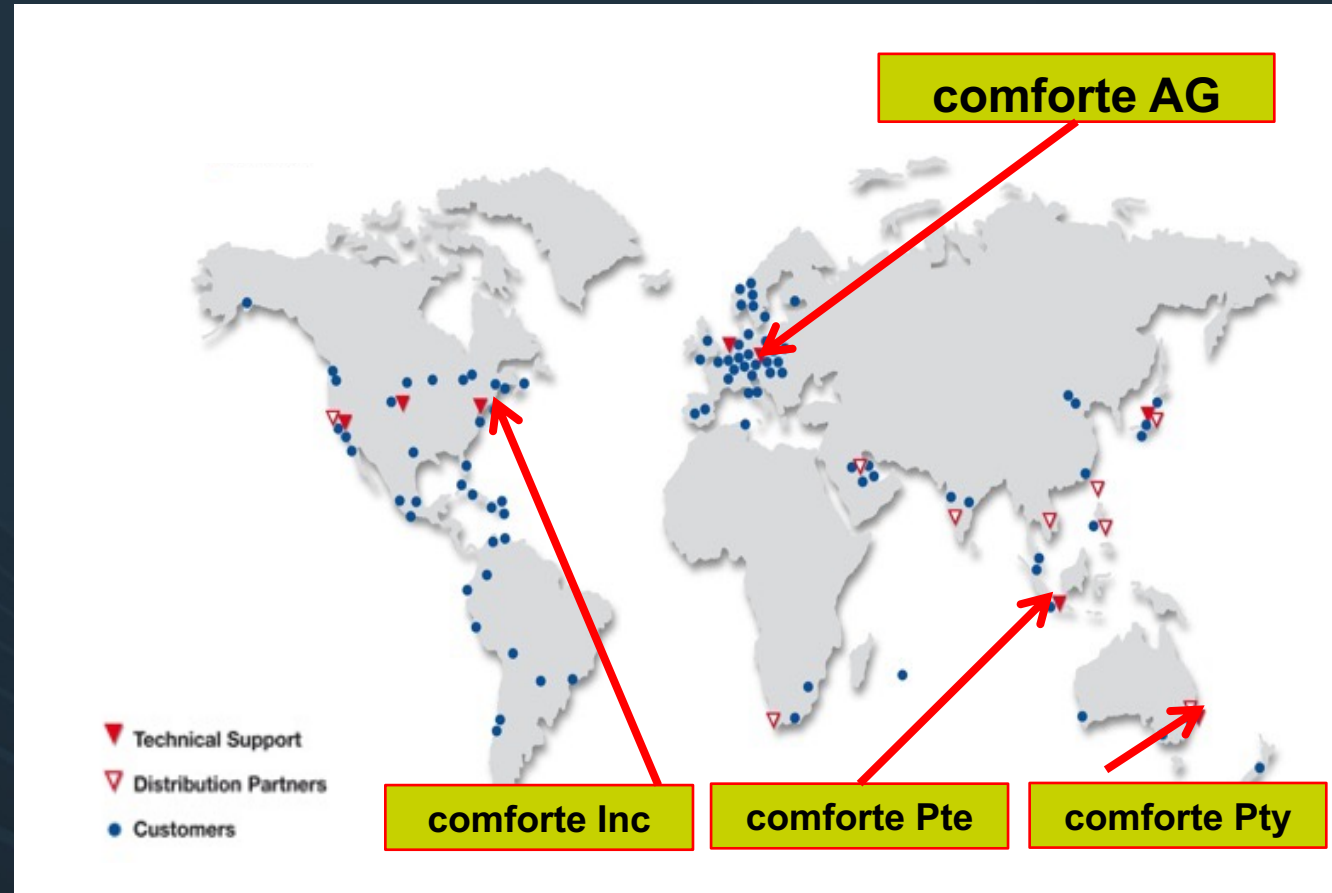 comforte AG
Technical Support
Distribution Partners
Customers
comforte Inc
comforte Pte
comforte Pty